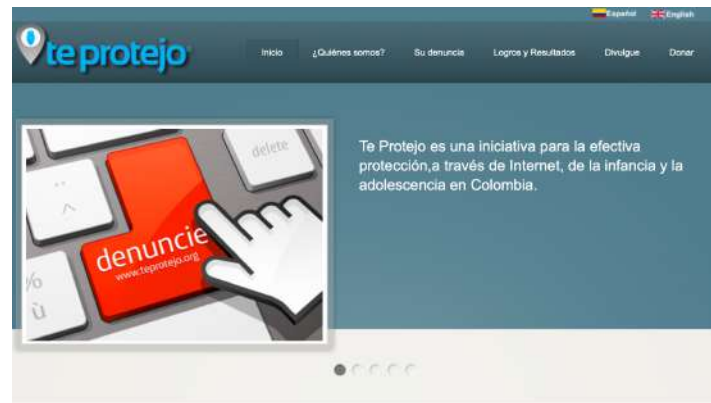 Español English
te protejo
Inicio ¿Quiénes somos? Su denuncia Logros y Resultados Divulgue Donar
delete
denuncie
www.teprotejo.org
%
ù
Te Protejo es una iniciativa para la efectiva
protección,a través de Internet, de la infancia y la
adolescencia en Colombia.